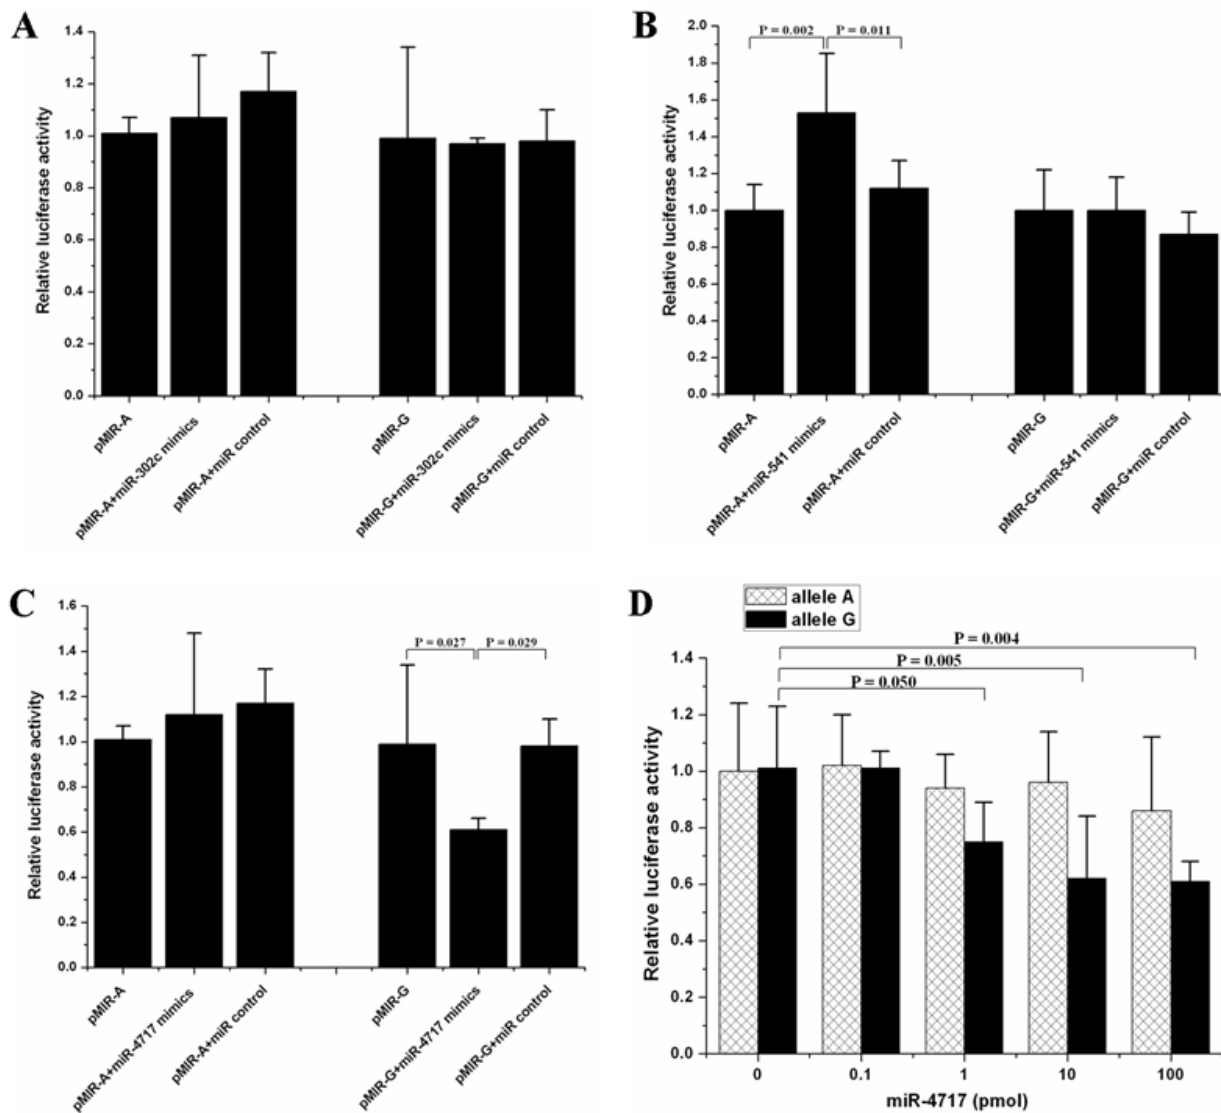 A
1.4
1.2
1.0
0.8
0.6
0.4
0.2
0.0
Relative luciferase activity
pMIR-A
pMIR-A+miR-302c mimics
pMIR-A+miR control
pMIR-G
pMIR-G+miR-302c mimics
pMIR-G+miR control
B
P = 0.002
P = 0.011
2.0
1.8
1.6
1.4
1.2
1.0
0.8
0.6
0.4
0.2
0.0
Relative luciferase activity
pMIR-A
pMIR-A+miR-541 mimics
pMIR-A+miR control
pMIR-G
pMIR-G+miR-541 mimics
pMIR-G+miR control
C
P = 0.027
P = 0.029
1.6
1.4
1.2
1.0
0.8
0.6
0.4
0.2
0.0
Relative luciferase activity
pMIR-A
pMIR-A+miR-4717 mimics
pMIR-A+miR control
pMIR-G
pMIR-G+miR-4717 mimics
pMIR-G+miR control
D
allele A
allele G
P = 0.004
P = 0.005
P = 0.050
1.4
1.2
1.0
0.8
0.6
0.4
0.2
0.0
Relative luciferase activity
0 0.1 1 10 100
miR-4717 (pmol)